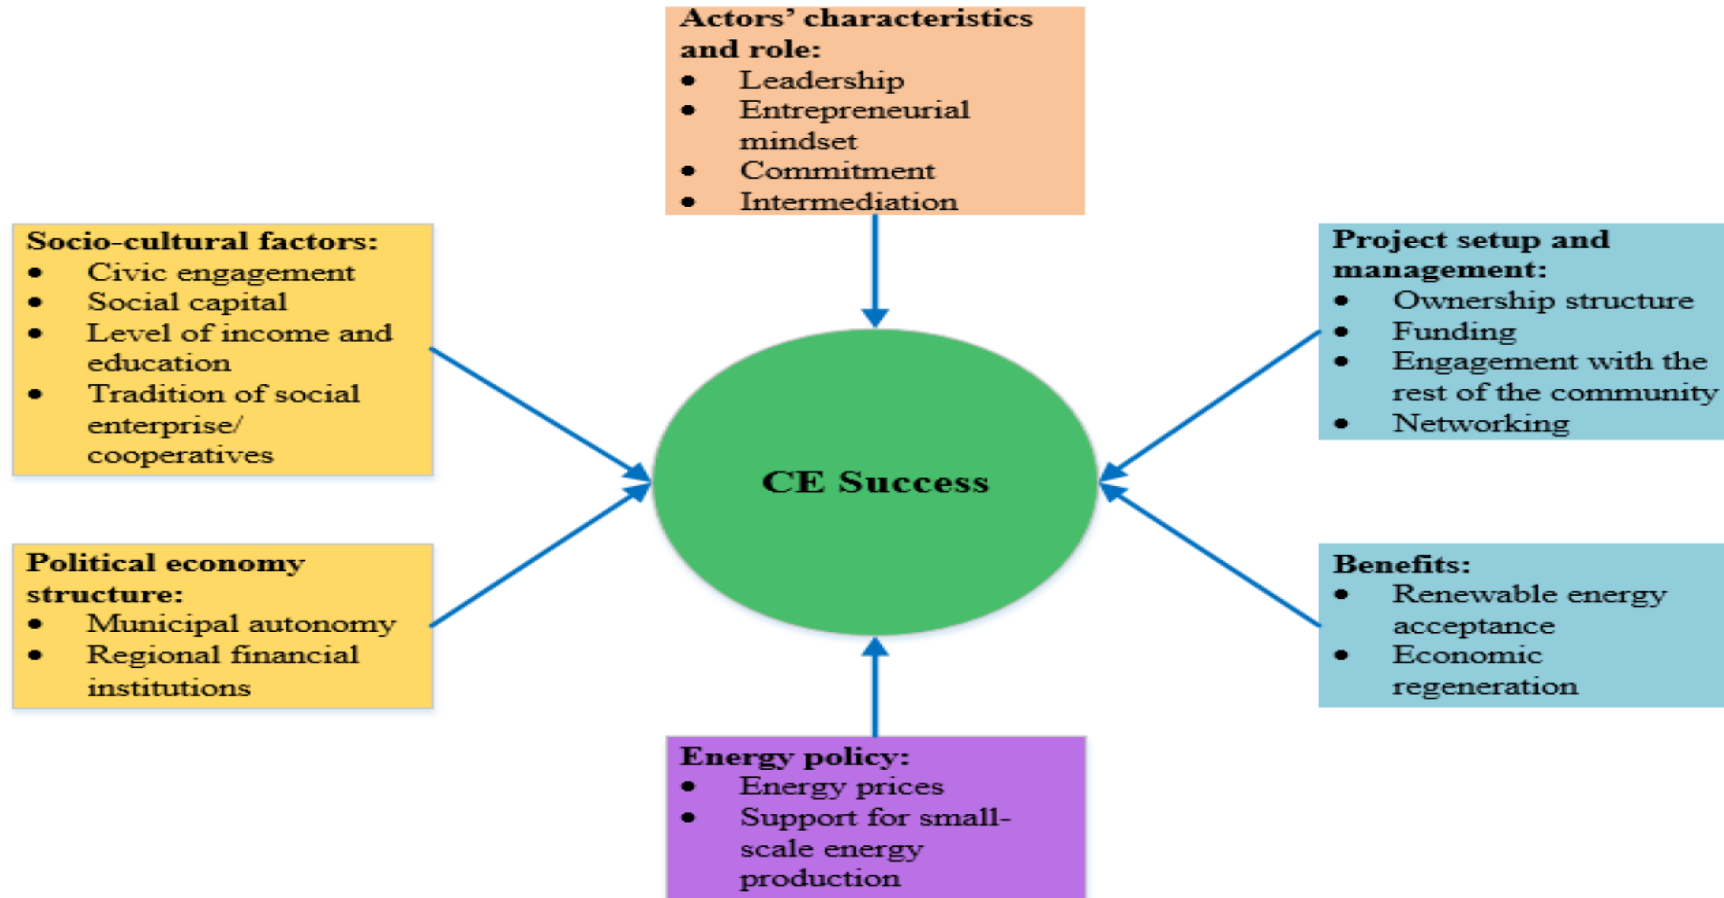 Actors’ characteristics
and role:
• Leadership
• Entrepreneurial
mindset
• Commitment
• Intermediation
Socio-cultural factors:
• Civic engagement
• Social capital
• Level of income and
education
• Tradition of social
enterprise/
cooperatives
Project setup and
management:
• Ownership structure
• Funding
• Engagement with the
rest of the community
• Networking
CE Success
Political economy
structure:
• Municipal autonomy
• Regional financial
institutions
Benefits:
• Renewable energy
acceptance
• Economic
regeneration
Energy policy:
• Energy prices
• Support for small-
scale energy
production